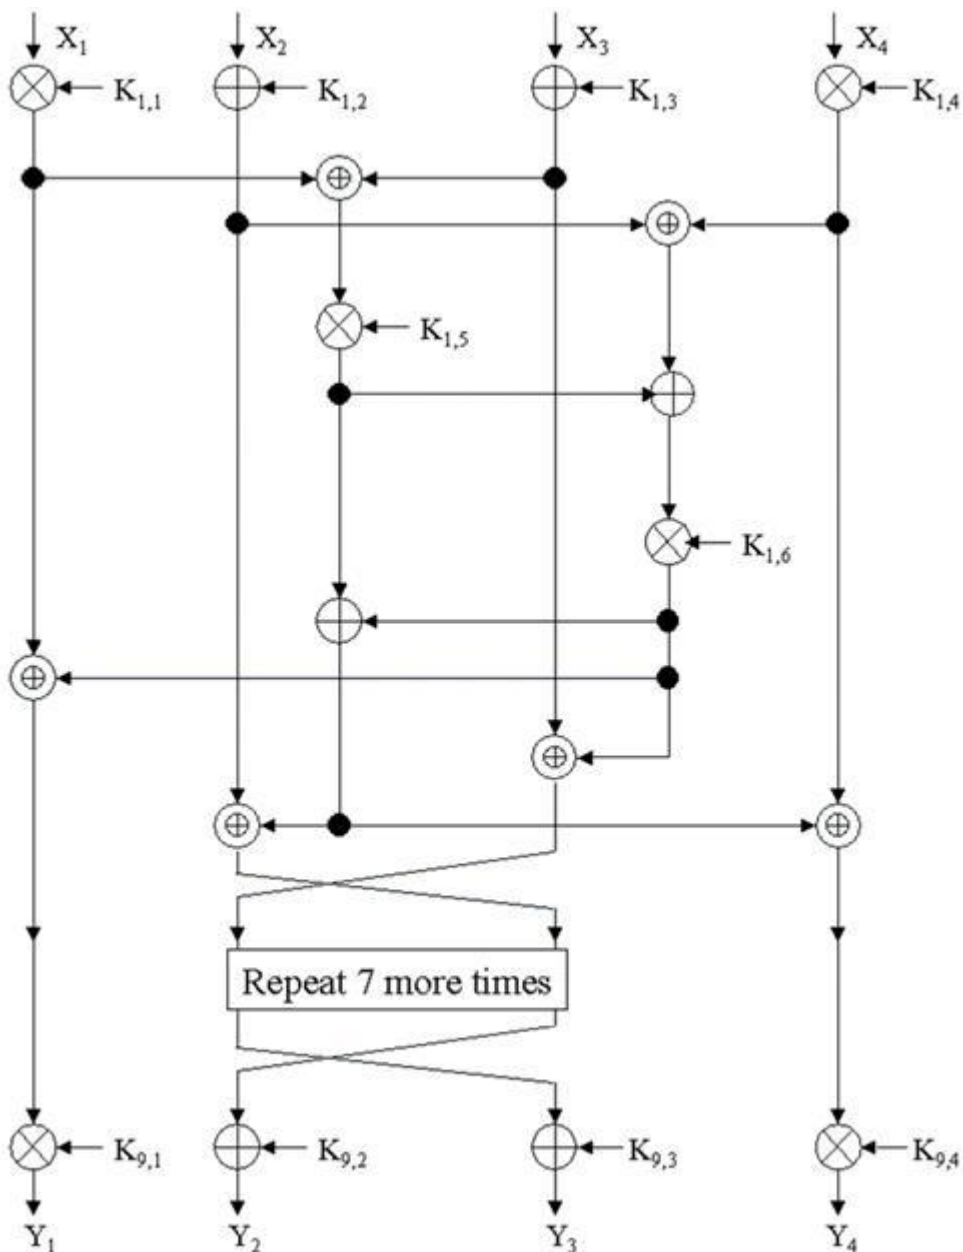 X₁ X₂ X₃ X₄
K₁,₁ K₁,₂ K₁,₃ K₁,₄
K₁,₅
K₁,₆
Repeat 7 more times
K₉,₁ K₉,₂ K₉,₃ K₉,₄
Y₁ Y₂ Y₃ Y₄